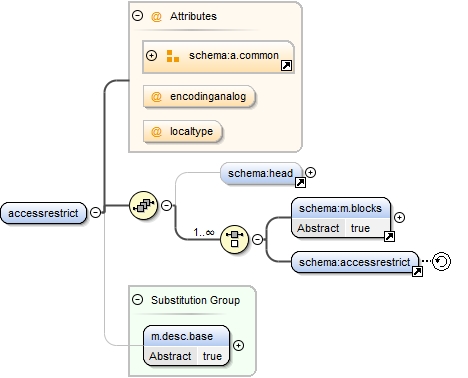 @ Attributes
schema:a.common
@ encodinganalog
@ localtype
schema:head
accessrestrict
1..∞
schema:m.blocks
Abstract true
schema:accessrestrict
Substitution Group
m.desc.base
Abstract true